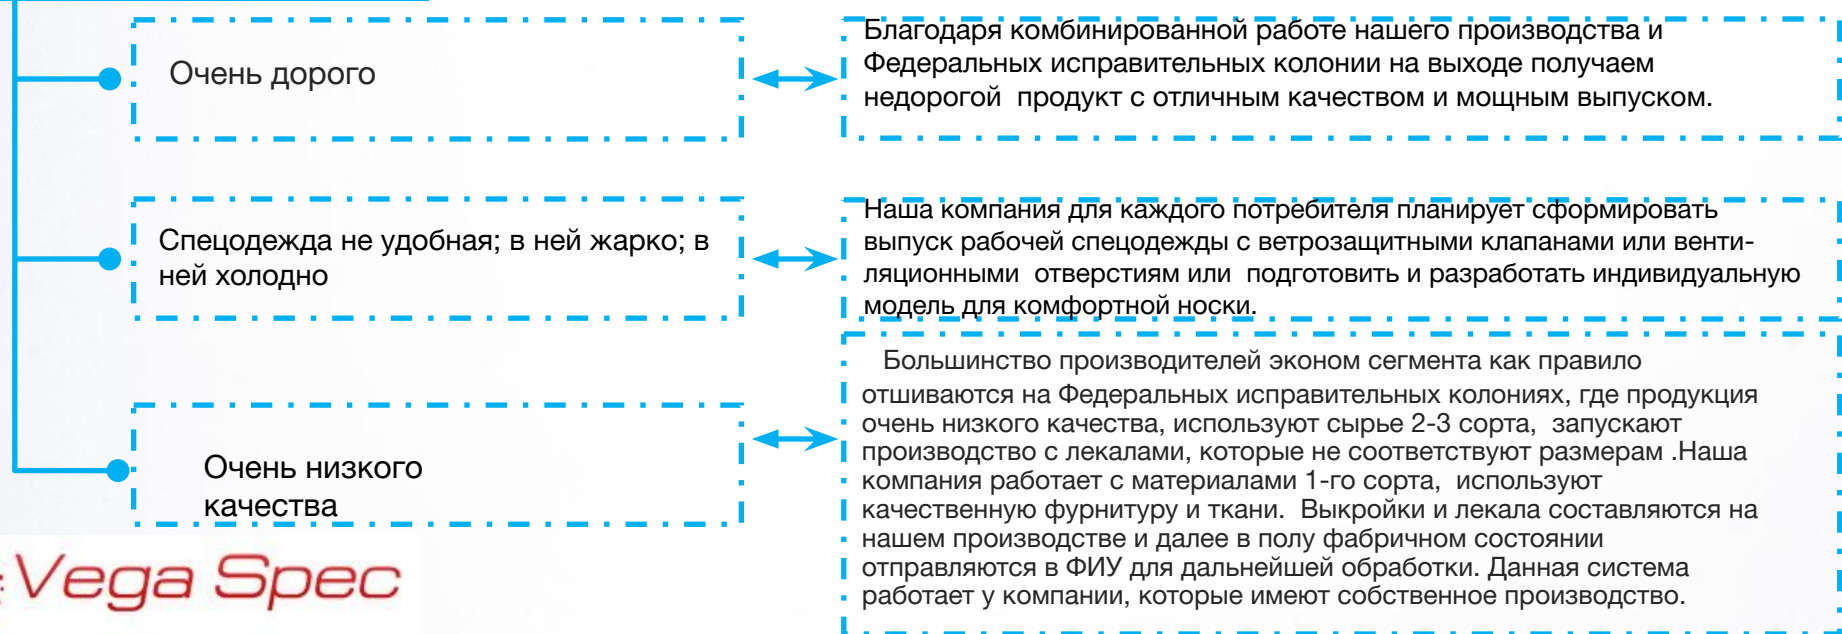 Очень дорого
Благодаря комбинированной работе нашего производства и
Федеральных исправительных колонии на выходе получаем
недорогой продукт с отличным качеством и мощным выпуском.
Спецодежда не удобная; в ней жарко; в
ней холодно
Наша компания для каждого потребителя планирует сформировать
выпуск рабочей спецодежды с ветрозащитными клапанами или венти-
ляционными отверстиям или подготовить и разработать индивидуальную
модель для комфортной носки.
Очень низкого
качества
Большинство производителей эконом сегмента как правило
отшиваются на Федеральных исправительных колониях, где продукция
очень низкого качества, используют сырье 2-3 сорта, запускают
производство с лекалами, которые не соответствуют размерам .Наша
компания работает с материалами 1-го сорта, используют
качественную фурнитуру и ткани. Выкройки и лекала составляются на
нашем производстве и далее в полу фабричном состоянии
отправляются в ФИУ для дальнейшей обработки. Данная система
работает у компании, которые имеют собственное производство.
Vega Spec